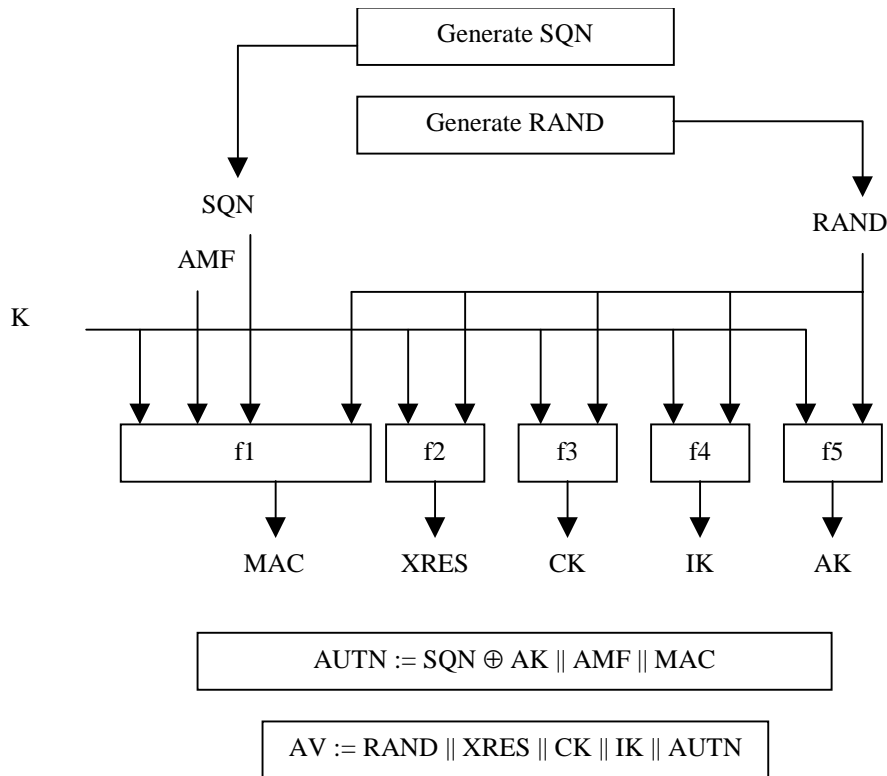 Generate SQN
Generate RAND
SQN
RAND
AMF
K
f1
f2
f3
f4
f5
MAC
XRES
CK
IK
AK
AUTN := SQN ⊕ AK || AMF || MAC
AV := RAND || XRES || CK || IK || AUTN